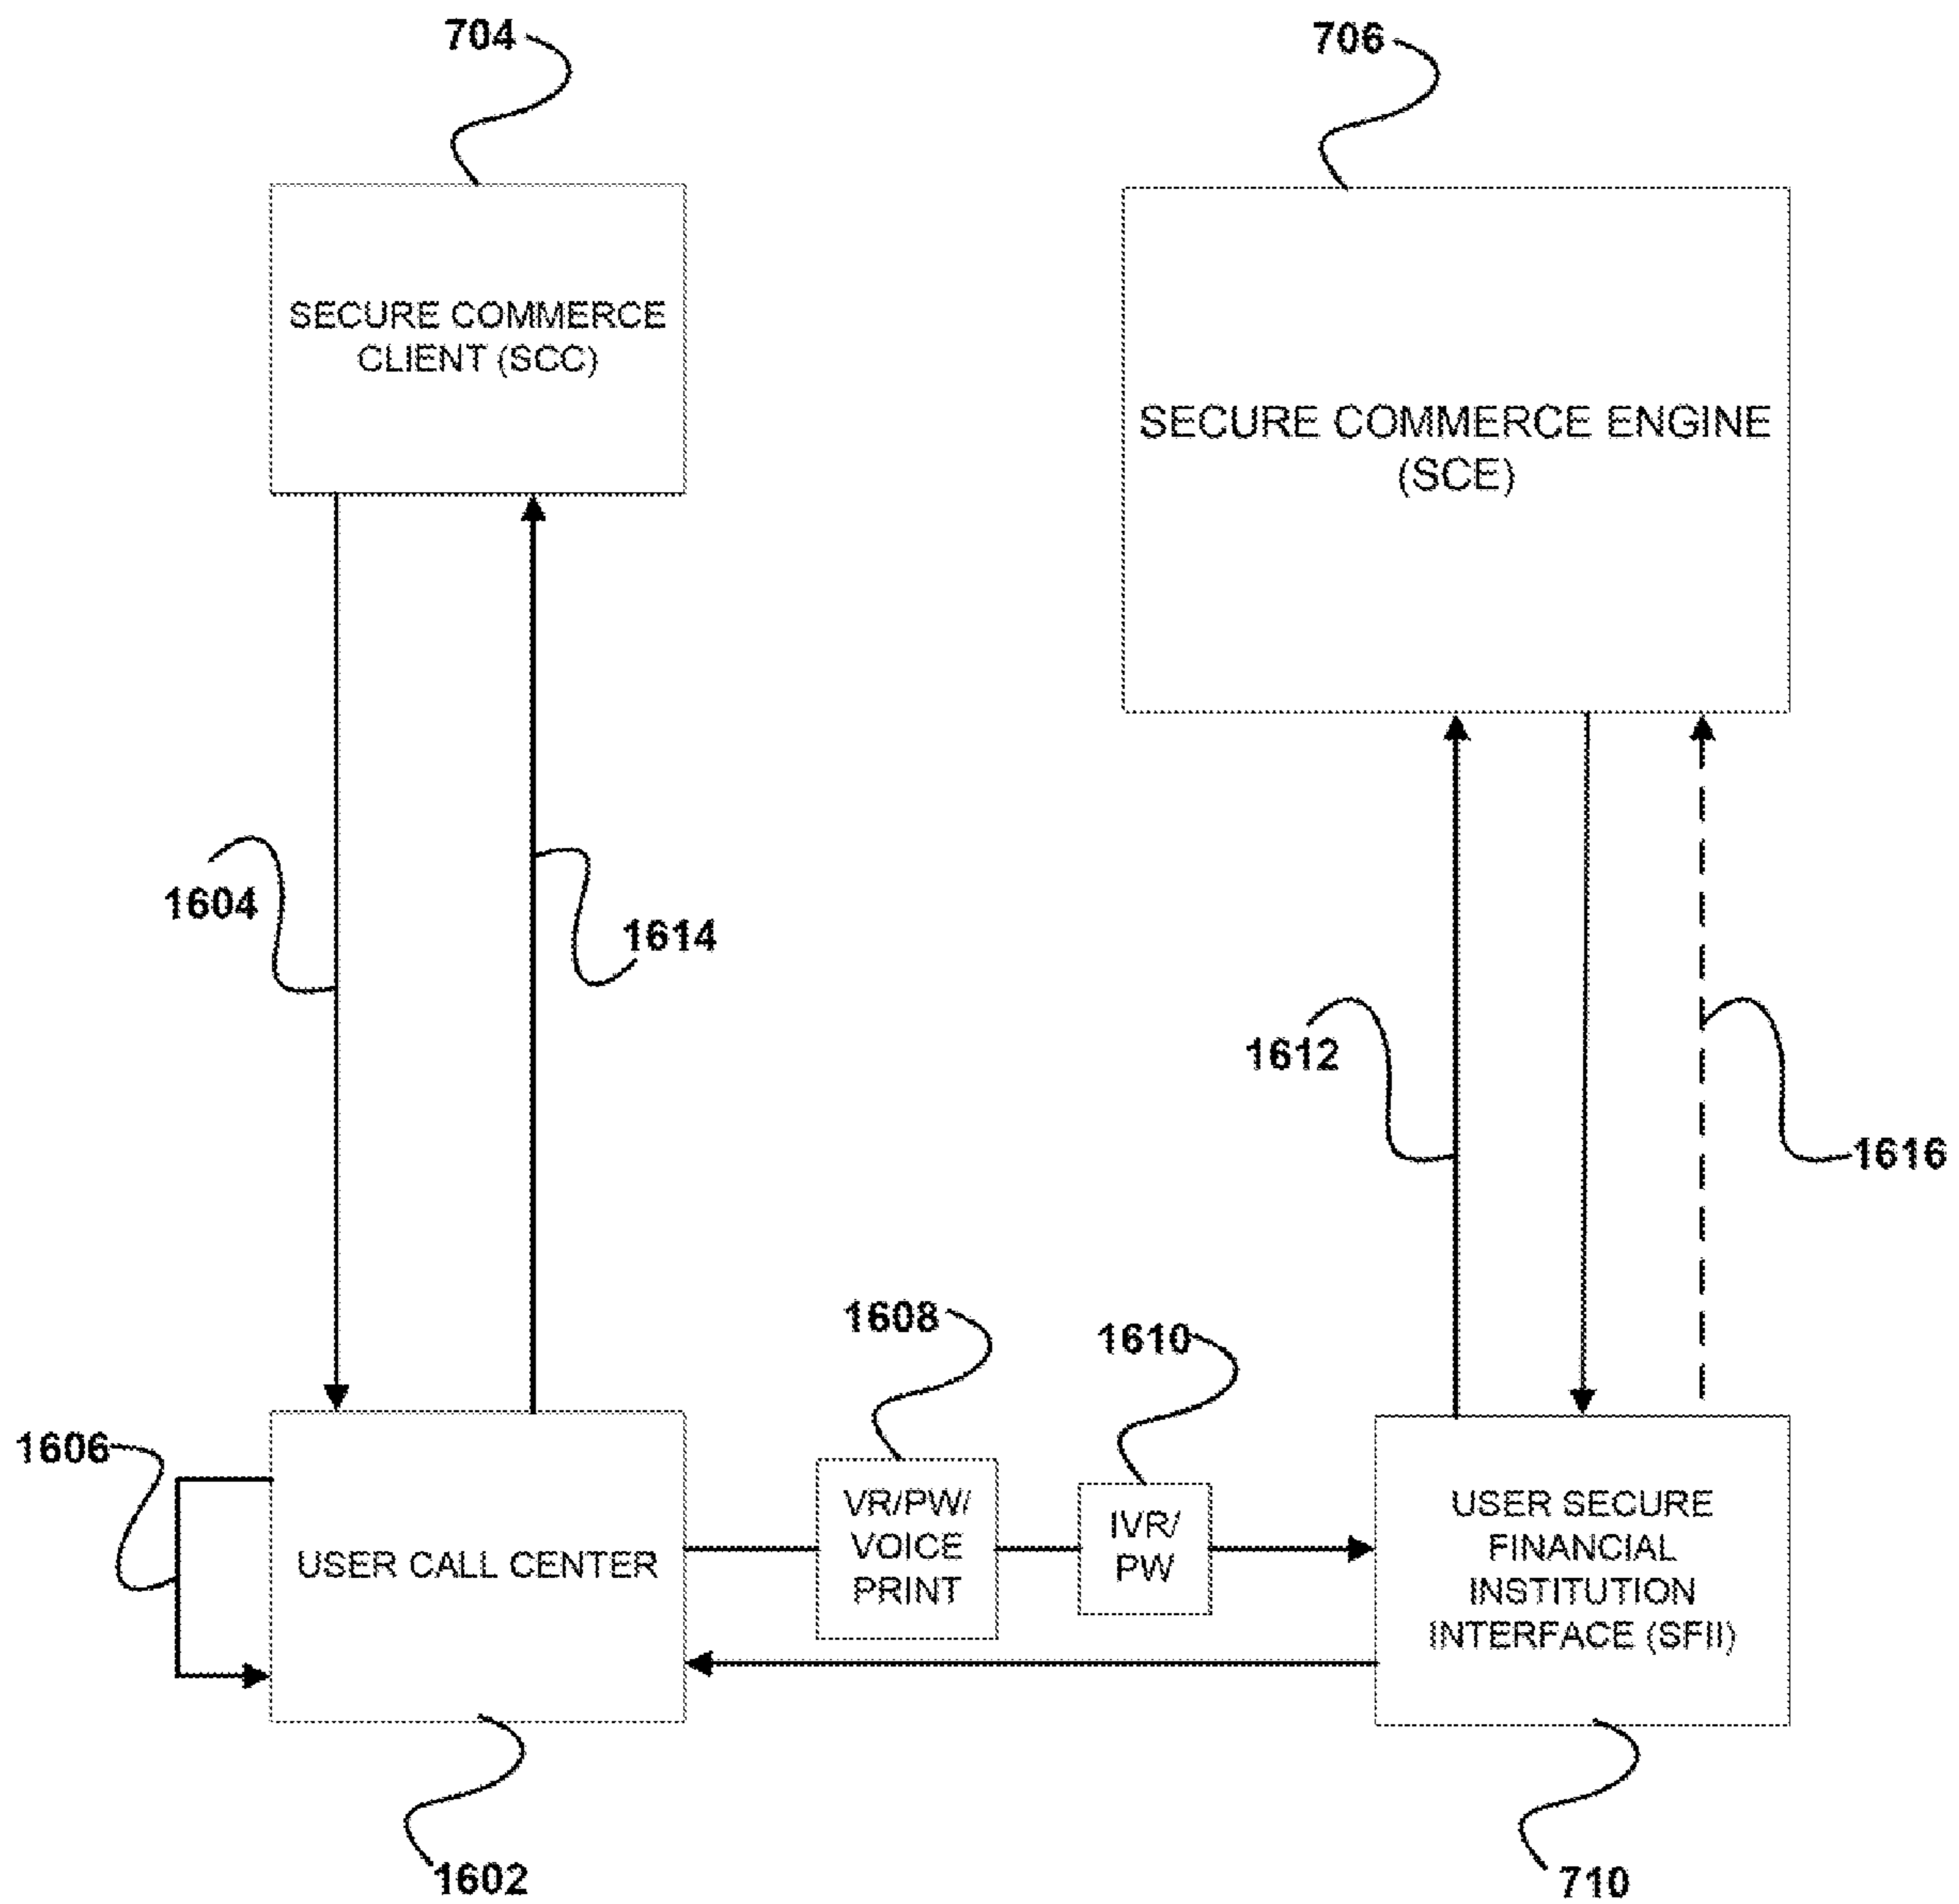 704
706
SECURE COMMERCE
CLIENT (SCC)
SECURE COMMERCE ENGINE
(SCE)
1604
1614
1612
1616
1608
1610
1606
USER CALL CENTER
VR/PW/
VOICE
PRINT
IVR/
PW
USER SECURE
FINANCIAL
INSTITUTION
INTERFACE (SFII)
1602
710